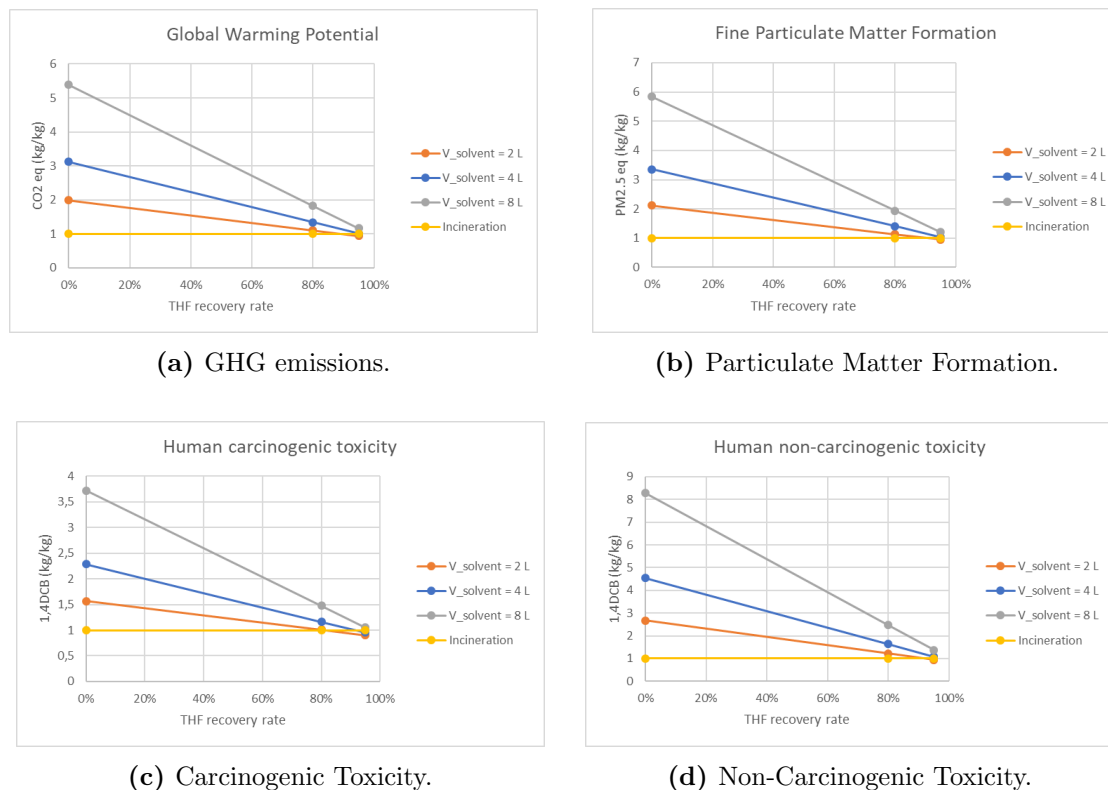 Global Warming Potential
CO2 eq (kg/kg)
6
5
4
3
2
1
0
0% 20% 40% 60% 80% 100%
THF recovery rate
V_solvent = 2 L
V_solvent = 4 L
V_solvent = 8 L
Incineration
(a) GHG emissions.
Fine Particulate Matter Formation
PM2.5 eq (kg/kg)
7
6
5
4
3
2
1
0
0% 20% 40% 60% 80% 100%
THF recovery rate
V_solvent = 2 L
V_solvent = 4 L
V_solvent = 8 L
Incineration
(b) Particulate Matter Formation.
Human carcinogenic toxicity
1,4DCB (kg/kg)
4
3,5
3
2,5
2
1,5
1
0,5
0
0% 20% 40% 60% 80% 100%
THF recovery rate
V_solvent = 2 L
V_solvent = 4 L
V_solvent = 8 L
Incineration
(c) Carcinogenic Toxicity.
Human non-carcinogenic toxicity
1,4DCB (kg/kg)
9
8
7
6
5
4
3
2
1
0
0% 20% 40% 60% 80% 100%
THF recovery rate
V_solvent = 2 L
V_solvent = 4 L
V_solvent = 8 L
Incineration
(d) Non-Carcinogenic Toxicity.